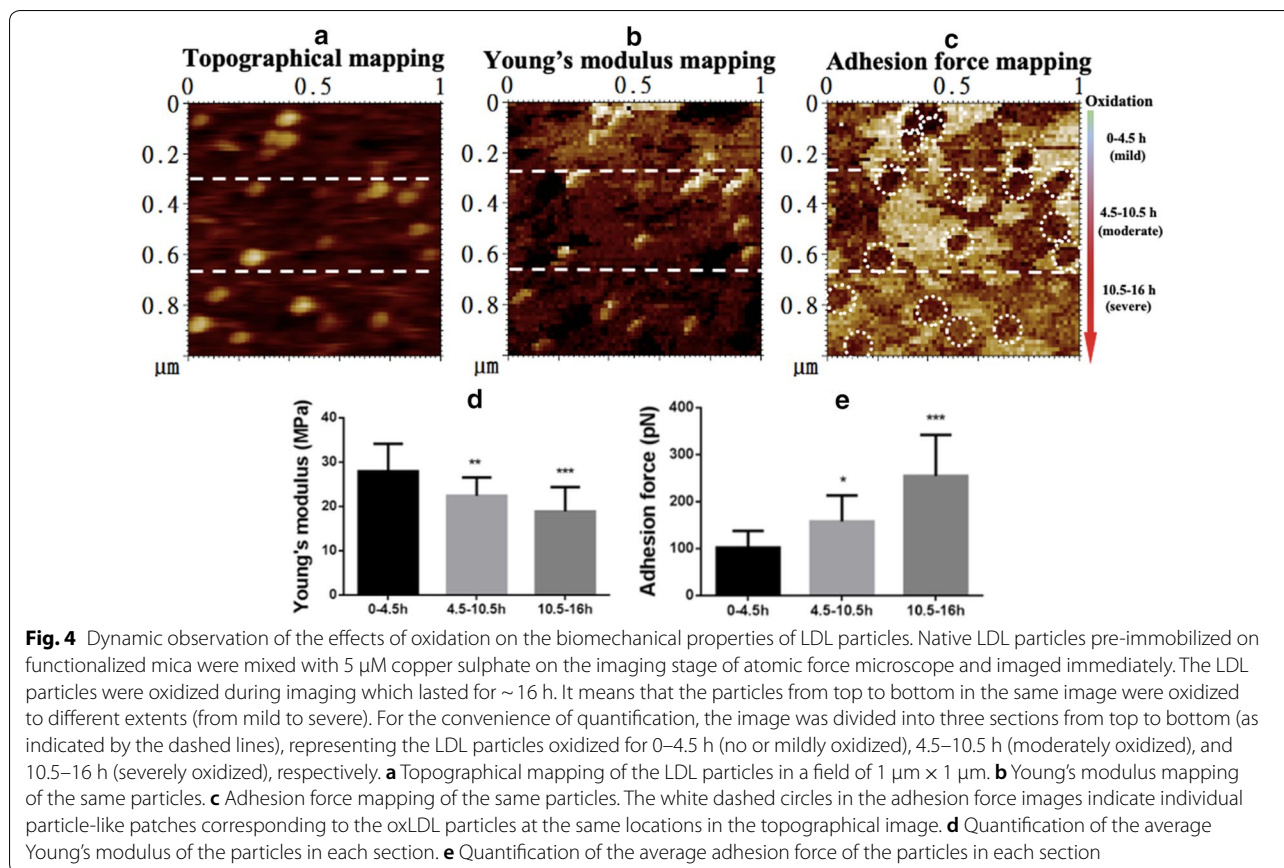 a
b
c
Topographical mapping
Young's modulus mapping
Adhesion force mapping
0 0.5 1
0 0.5 1
0 0.5 1
0
0.2
0.4
0.6
0.8
µm
0
0.2
0.4
0.6
0.8
µm
0
0.2
0.4
0.6
0.8
µm
Oxidation
0-4.5 h
(mild)
4.5-10.5 h
(moderate)
10.5-16 h
(severe)
d
Young's modulus (MPa)
40
30
20
10
0
** ***
0-4.5h 4.5-10.5h 10.5-16h
e
Adhesion force (pN)
400
300
200
100
0
* ***
0-4.5h 4.5-10.5h 10.5-16h
Fig. 4 Dynamic observation of the effects of oxidation on the biomechanical properties of LDL particles. Native LDL particles pre-immobilized on
functionalized mica were mixed with 5 µM copper sulphate on the imaging stage of atomic force microscope and imaged immediately. The LDL
particles were oxidized during imaging which lasted for ~ 16 h. It means that the particles from top to bottom in the same image were oxidized
to different extents (from mild to severe). For the convenience of quantification, the image was divided into three sections from top to bottom (as
indicated by the dashed lines), representing the LDL particles oxidized for 0–4.5 h (no or mildly oxidized), 4.5–10.5 h (moderately oxidized), and
10.5–16 h (severely oxidized), respectively. a Topographical mapping of the LDL particles in a field of 1 µm × 1 µm. b Young's modulus mapping
of the same particles. c Adhesion force mapping of the same particles. The white dashed circles in the adhesion force images indicate individual
particle-like patches corresponding to the oxLDL particles at the same locations in the topographical image. d Quantification of the average
Young's modulus of the particles in each section. e Quantification of the average adhesion force of the particles in each section